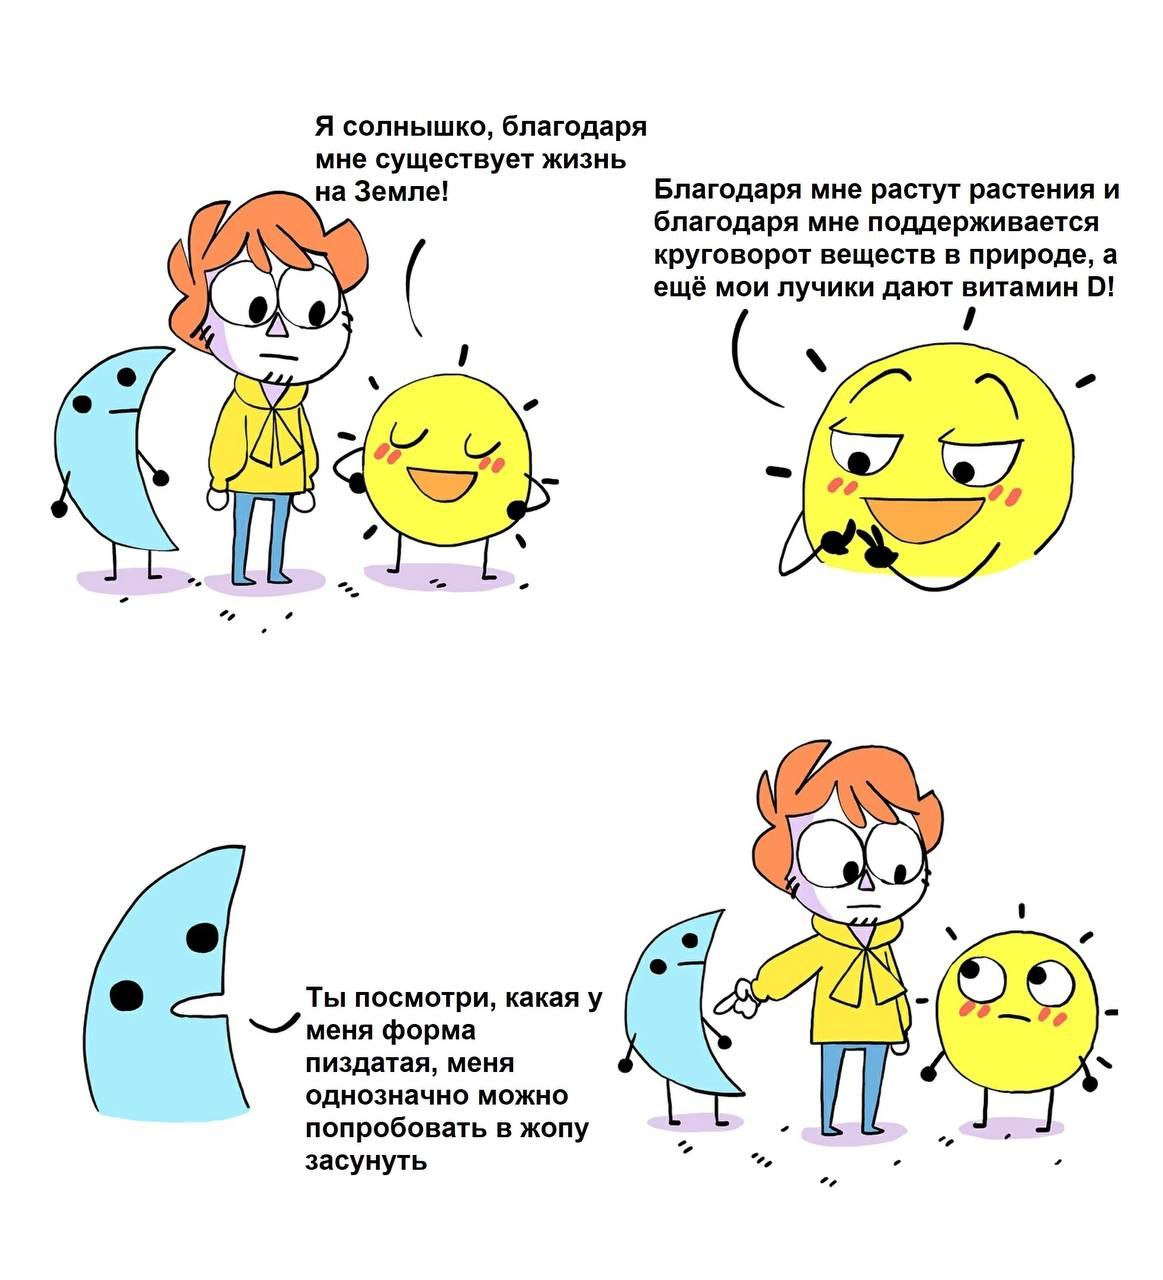 Я солнышко, благодаря
мне существует жизнь
на Земле!
Благодаря мне растут растения и
благодаря мне поддерживается
круговорот веществ в природе, а
ещё мои лучики дают витамин D!
Ты посмотри, какая у
меня форма
пиздатая, меня
однозначно можно
попробовать в жопу
засунуть